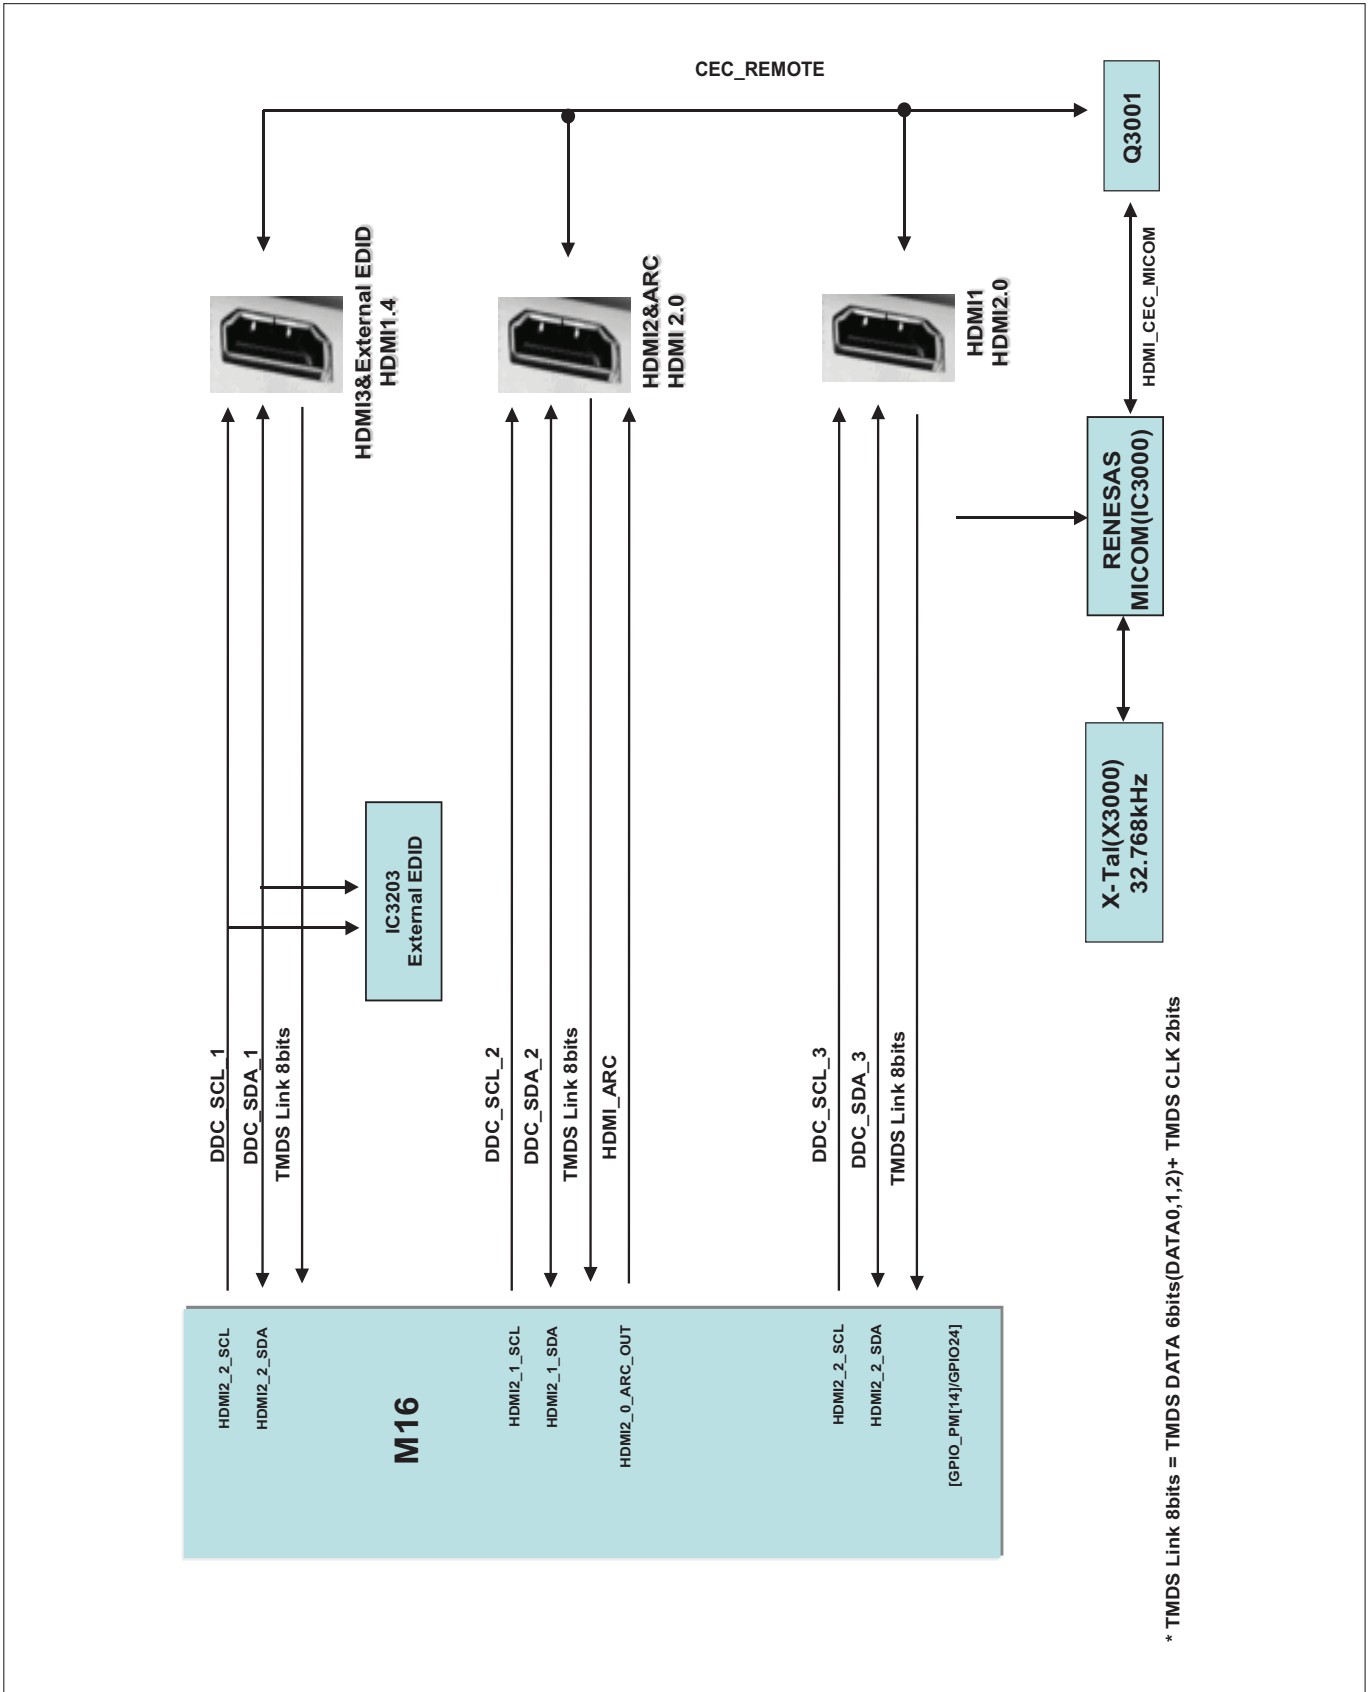 CEC_REMOTE
Q3001
HDMI_CEC_MICOM
HDMI3&External EDID
HDMI1.4
HDMI2&ARC
HDMI 2.0
HDMI1
HDMI2.0
RENESAS
MICOM(IC3000)
X-Tal(X3000)
32.768kHz
IC3203
External EDID
DDC_SCL_1
DDC_SDA_1
TMDS Link 8bits
DDC_SCL_2
DDC_SDA_2
TMDS Link 8bits
HDMI_ARC
DDC_SCL_3
DDC_SDA_3
TMDS Link 8bits
HDMI2_2_SCL
HDMI2_2_SDA
M16
HDMI2_1_SCL
HDMI2_1_SDA
HDMI2_0_ARC_OUT
HDMI2_2_SCL
HDMI2_2_SDA
[GPIO_PM[14]/GPIO24]
* TMDS Link 8bits = TMDS DATA 6bits(DATA0,1,2)+ TMDS CLK 2bits